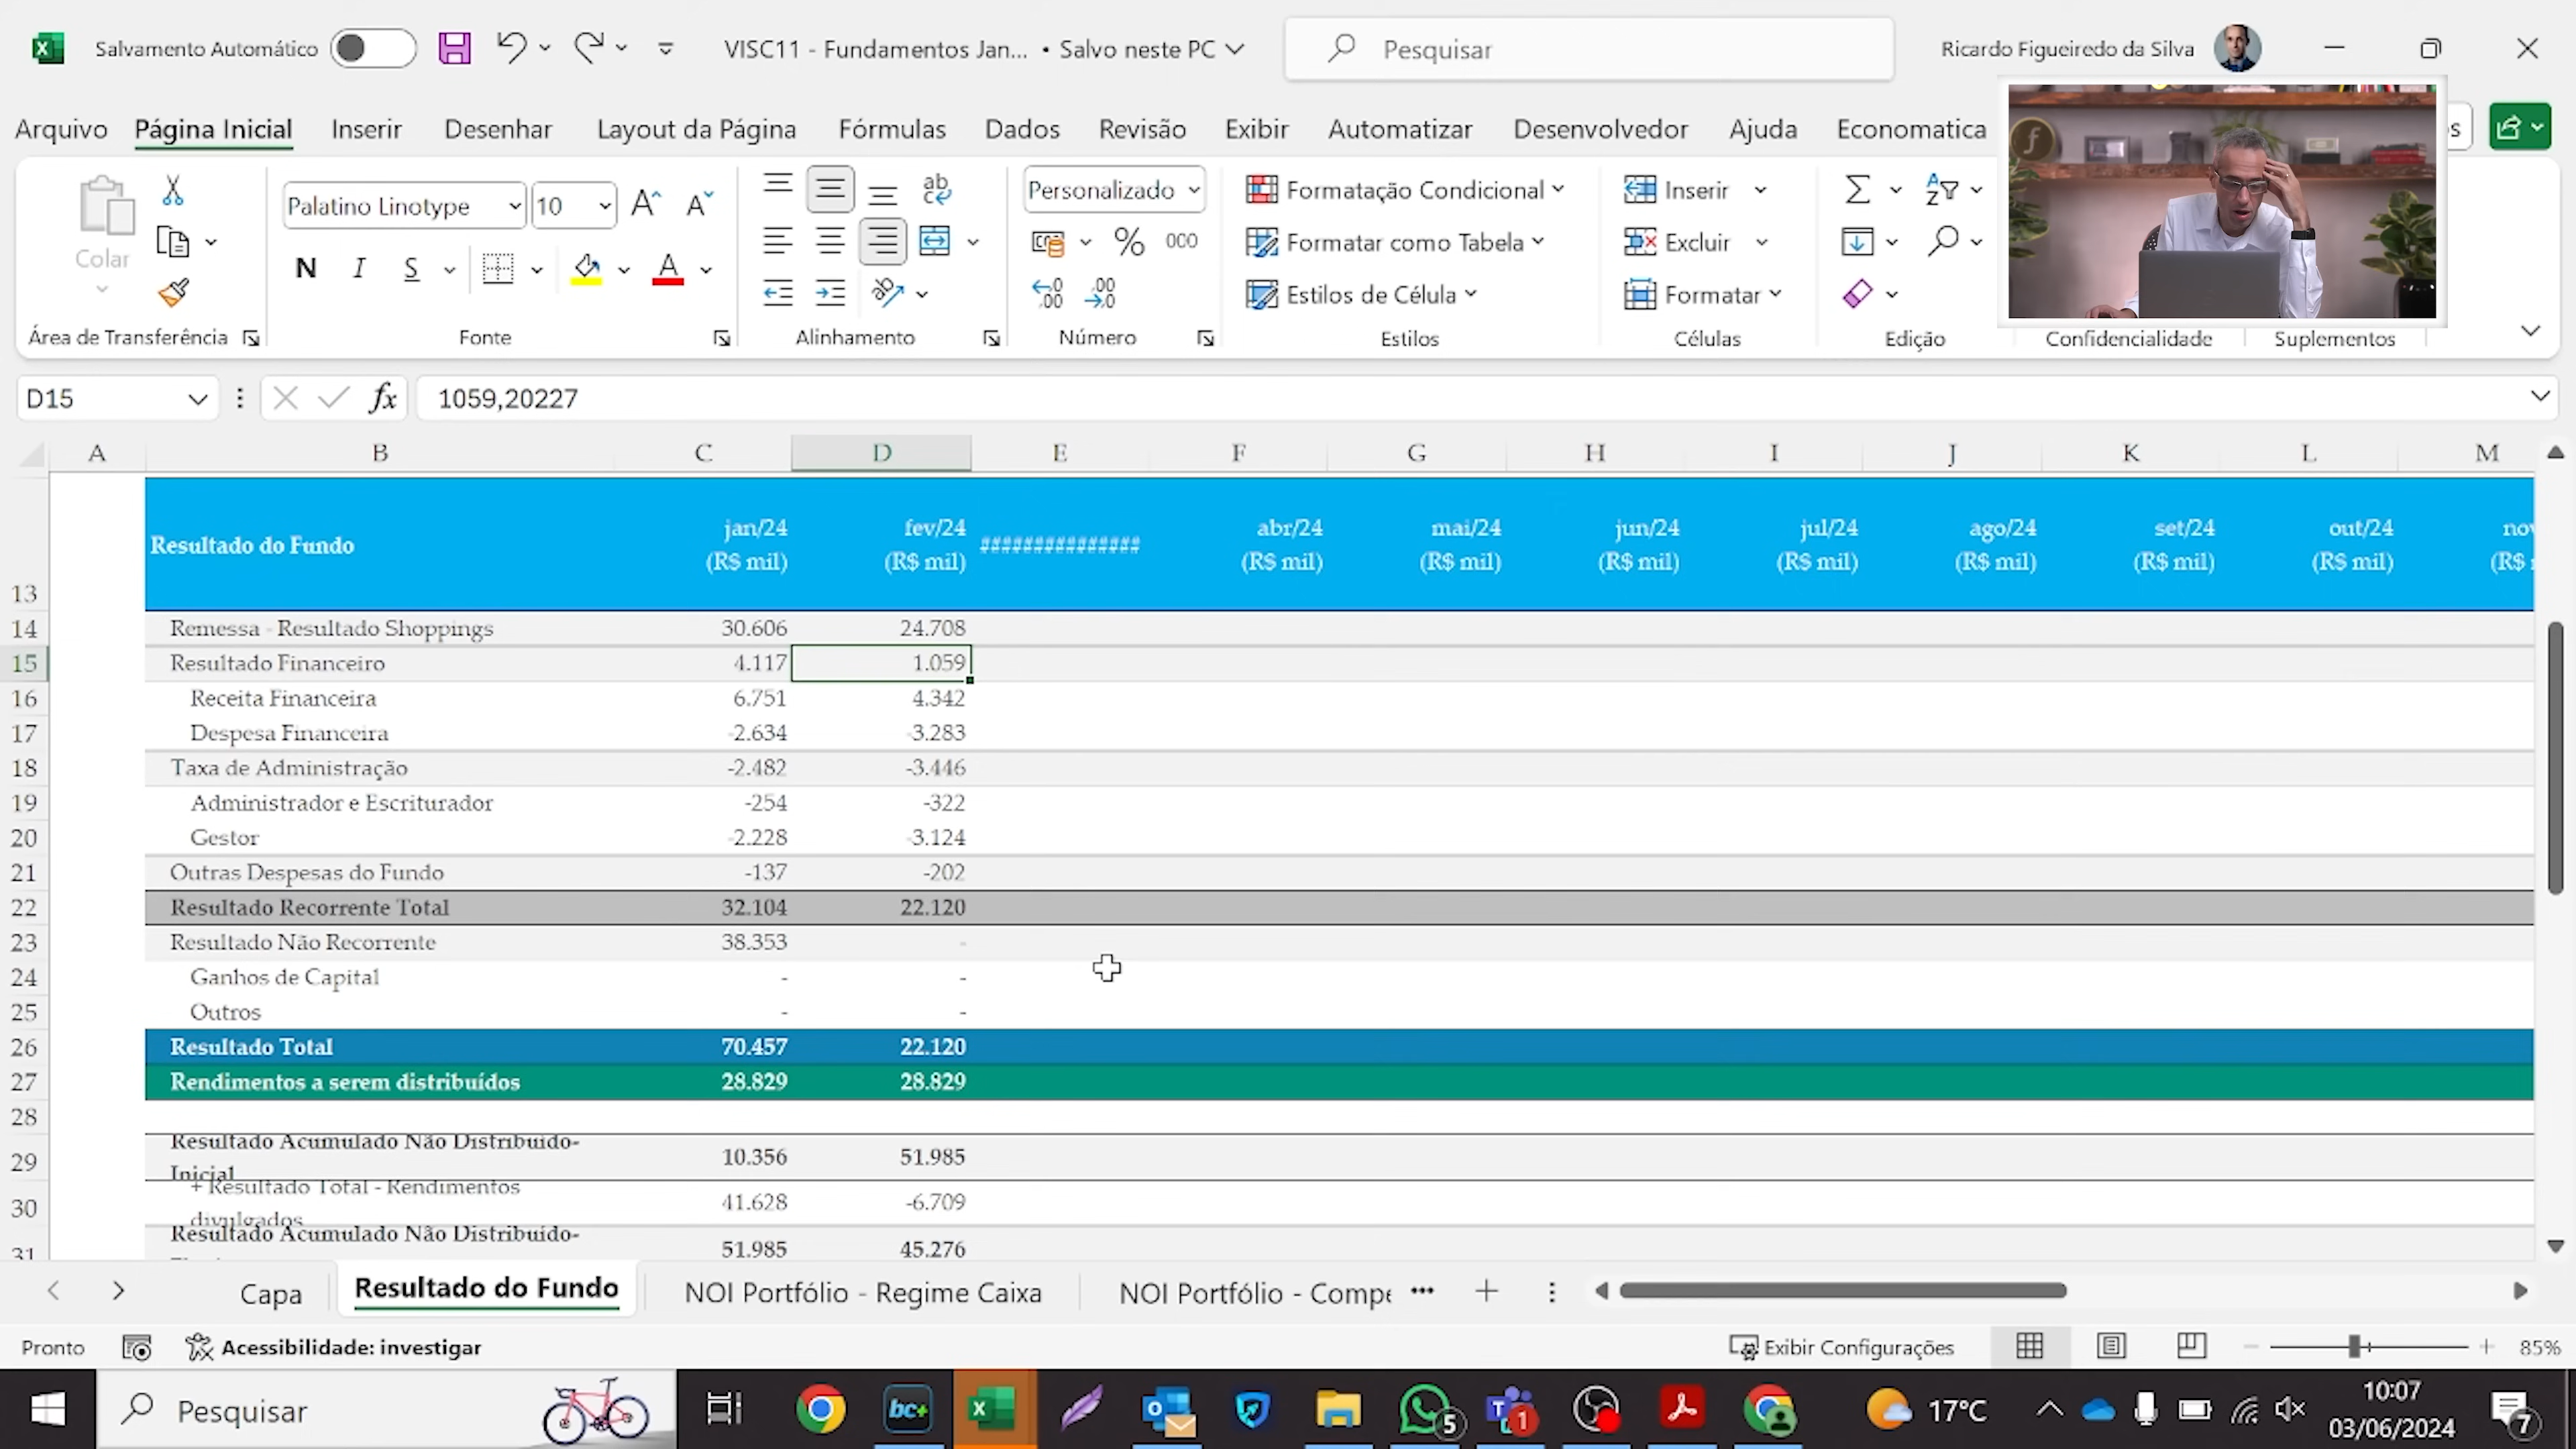 Salvamento Automático
VISC11 - Fundamentos Jan... • Salvo neste PC
Pesquisar
Ricardo Figueiredo da Silva
Arquivo Página Inicial Inserir Desenhar Layout da Página Fórmulas Dados Revisão Exibir Automatizar Desenvolvedor Ajuda Economatica
Colar
Palatino Linotype 10
N I S
Personalizado
% 000
Formatação Condicional
Formatar como Tabela
Estilos de Célula
Inserir
Excluir
Formatar
Área de Transferência Fonte Alinhamento Número Estilos Células Edição Confidencialidade Suplementos
D15 fx 1059,20227
A B C D E F G H I J K L M
Resultado do Fundo jan/24 fev/24 ############### abr/24 mai/24 jun/24 jul/24 ago/24 set/24 out/24 nov
(R$ mil) (R$ mil) (R$ mil) (R$ mil) (R$ mil) (R$ mil) (R$ mil) (R$ mil) (R$ mil) (R$
13
14 Remessa - Resultado Shoppings 30.606 24.708
15 Resultado Financeiro 4.117 1.059
16 Receita Financeira 6.751 4.342
17 Despesa Financeira -2.634 -3.283
18 Taxa de Administração -2.482 -3.446
19 Administrador e Escriturador -254 -322
20 Gestor -2.228 -3.124
21 Outras Despesas do Fundo -137 -202
22 Resultado Recorrente Total 32.104 22.120
23 Resultado Não Recorrente 38.353 -
24 Ganhos de Capital - -
25 Outros - -
26 Resultado Total 70.457 22.120
27 Rendimentos a serem distribuídos 28.829 28.829
28
29 Resultado Acumulado Não Distribuído- Inicial 10.356 51.985
30 + Resultado Total - Rendimentos divulgados 41.628 -6.709
31 Resultado Acumulado Não Distribuído- 51.985 45.276
Capa Resultado do Fundo NOI Portfólio - Regime Caixa NOI Portfólio - Compe ...
Pronto Acessibilidade: investigar Exibir Configurações 85%
Pesquisar bc+ 5 1 17°C 10:07
03/06/2024 7